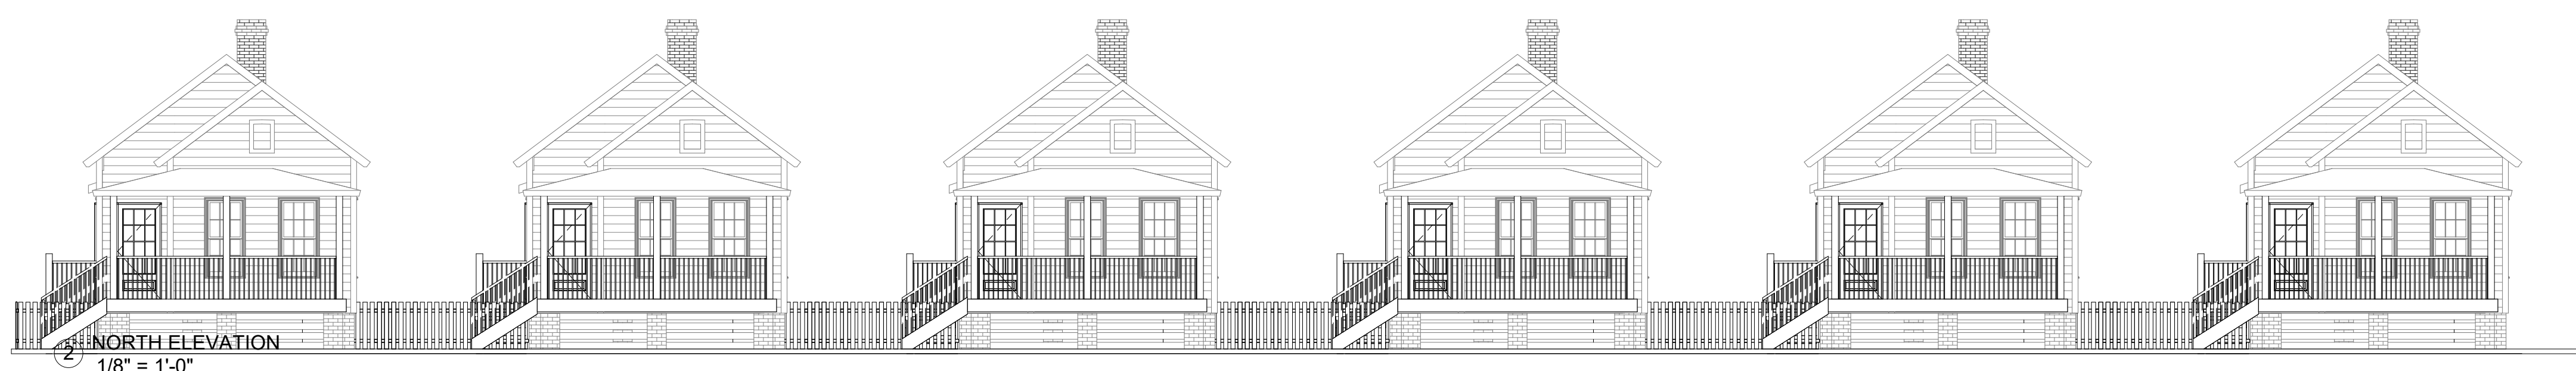 2 NORTH ELEVATION
1/8" = 1'-0"